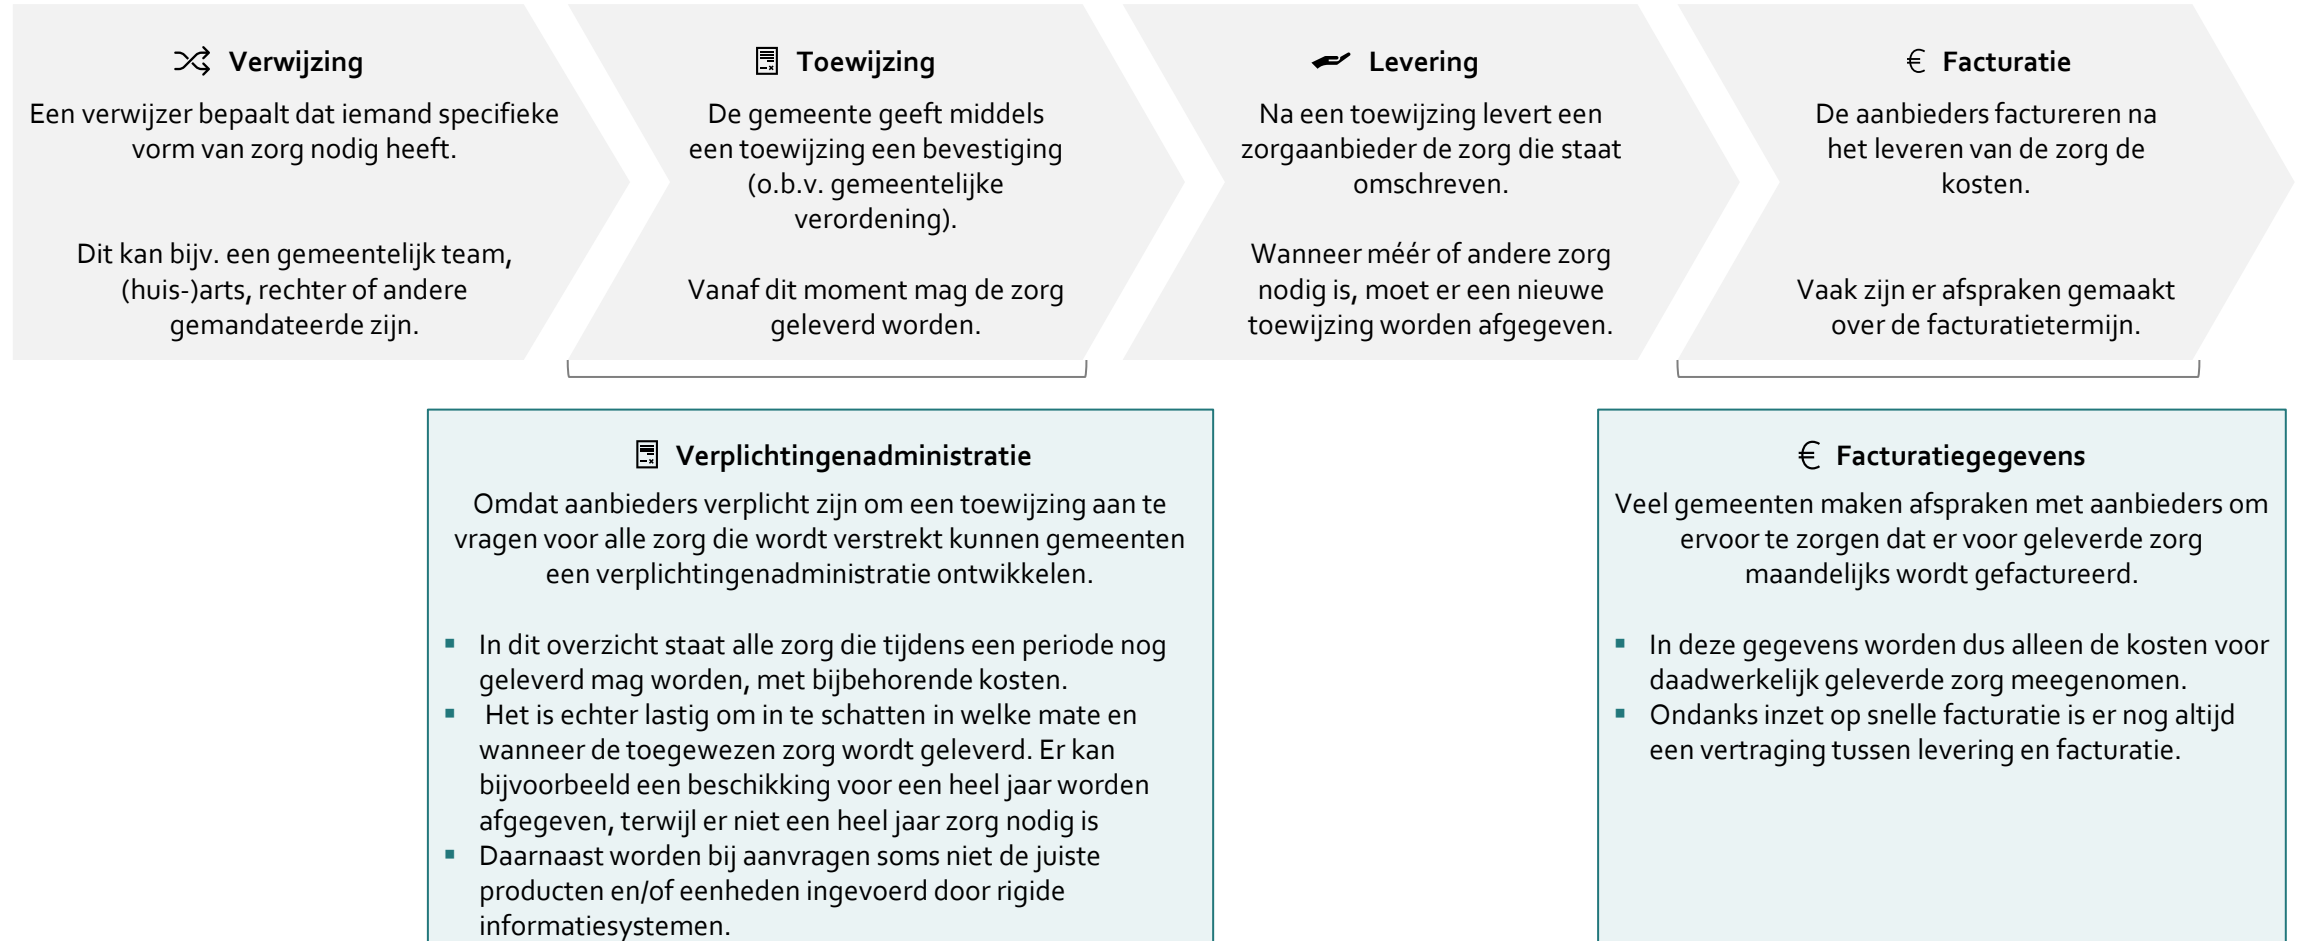 Verwijzing
Een verwijzer bepaalt dat iemand specifieke
vorm van zorg nodig heeft.
Dit kan bijv. een gemeentelijk team,
(huis-)arts, rechter of andere
gemandateerde zijn.
Toewijzing
De gemeente geeft middels
een toewijzing een bevestiging
(o.b.v. gemeentelijke
verordening).
Vanaf dit moment mag de zorg
geleverd worden.
Levering
Na een toewijzing levert een
zorgaanbieder de zorg die staat
omschreven.
Wanneer méér of andere zorg
nodig is, moet er een nieuwe
toewijzing worden afgegeven.
€ Facturatie
De aanbieders factureren na
het leveren van de zorg de
kosten.
Vaak zijn er afspraken gemaakt
over de facturatietermijn.
Verplichtingenadministratie
Omdat aanbieders verplicht zijn om een toewijzing aan te
vragen voor alle zorg die wordt verstrekt kunnen gemeenten
een verplichtingenadministratie ontwikkelen.
▪ In dit overzicht staat alle zorg die tijdens een periode nog
geleverd mag worden, met bijbehorende kosten.
▪ Het is echter lastig om in te schatten in welke mate en
wanneer de toegewezen zorg wordt geleverd. Er kan
bijvoorbeeld een beschikking voor een heel jaar worden
afgegeven, terwijl er niet een heel jaar zorg nodig is
▪ Daarnaast worden bij aanvragen soms niet de juiste
producten en/of eenheden ingevoerd door rigide
informatiesystemen.
€ Facturatiegegevens
Veel gemeenten maken afspraken met aanbieders om
ervoor te zorgen dat er voor geleverde zorg
maandelijks wordt gefactureerd.
▪ In deze gegevens worden dus alleen de kosten voor
daadwerkelijk geleverde zorg meegenomen.
▪ Ondanks inzet op snelle facturatie is er nog altijd
een vertraging tussen levering en facturatie.